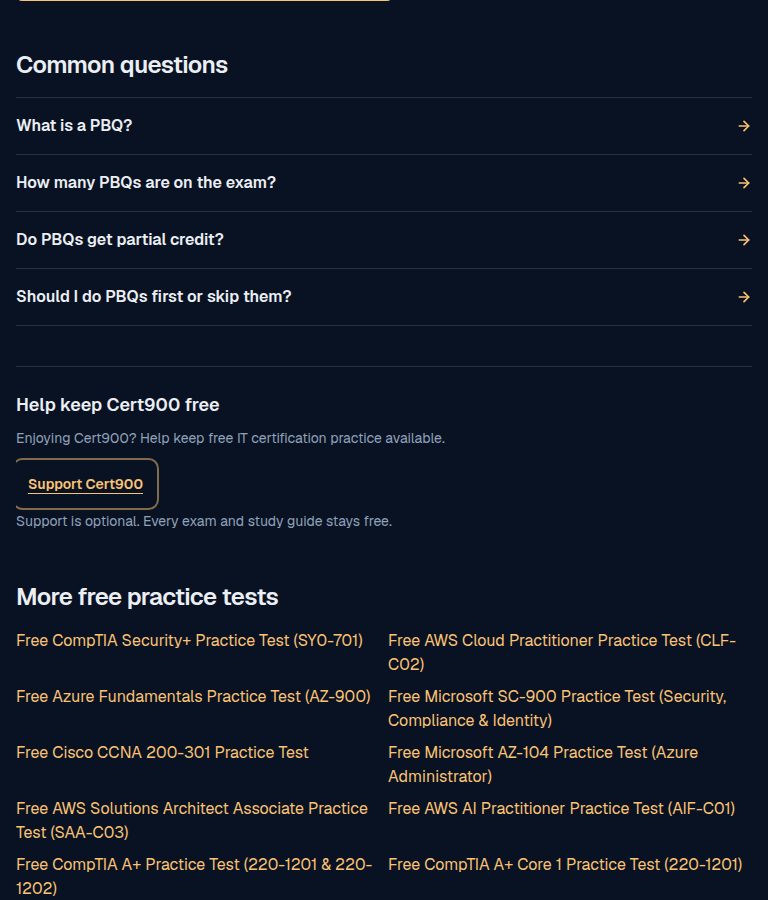 Common questions
What is a PBQ?
How many PBQs are on the exam?
Do PBQs get partial credit?
Should I do PBQs first or skip them?
Help keep Cert900 free
Enjoying Cert900? Help keep free IT certification practice available.
Support Cert900
Support is optional. Every exam and study guide stays free.
More free practice tests
Free CompTIA Security+ Practice Test (SY0-701)
Free AWS Cloud Practitioner Practice Test (CLF-
C02)
Free Azure Fundamentals Practice Test (AZ-900)
Free Microsoft SC-900 Practice Test (Security,
Compliance & Identity)
Free Cisco CCNA 200-301 Practice Test
Free Microsoft AZ-104 Practice Test (Azure
Administrator)
Free AWS Solutions Architect Associate Practice
Test (SAA-C03)
Free AWS AI Practitioner Practice Test (AIF-C01)
Free CompTIA A+ Practice Test (220-1201 & 220-
1202)
Free CompTIA A+ Core 1 Practice Test (220-1201)